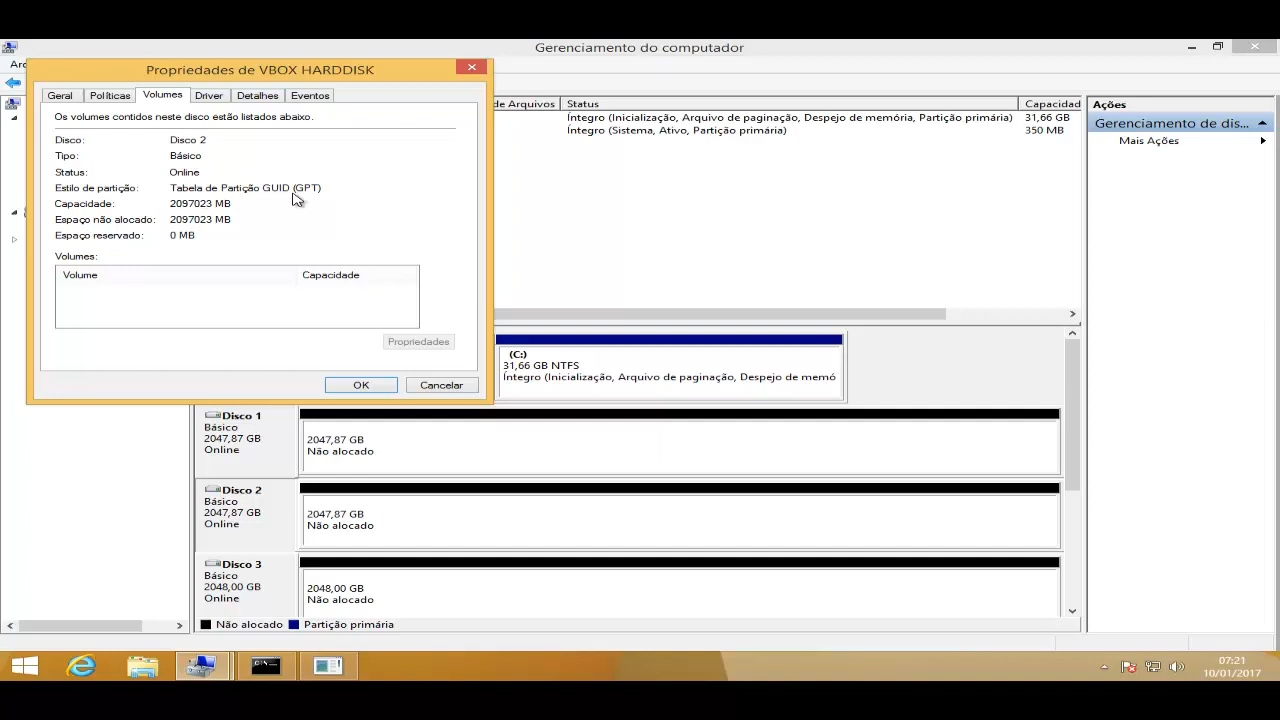 Gerenciamento do computador
Arq
Propriedades de VBOX HARDDISK
Geral Políticas Volumes Driver Detalhes Eventos
Os volumes contidos neste disco estão listados abaixo.
Disco: Disco 2
Tipo: Básico
Status: Online
Estilo de partição: Tabela de Partição GUID (GPT)
Capacidade: 2097023 MB
Espaço não alocado: 2097023 MB
Espaço reservado: 0 MB
Volumes:
Volume Capacidade
Propriedades
OK Cancelar
de Arquivos Status Capacidad
Íntegro (Inicialização, Arquivo de paginação, Despejo de memória, Partição primária) 31,66 GB
Íntegro (Sistema, Ativo, Partição primária) 350 MB
Ações
Gerenciamento de dis...
Mais Ações
(C:)
31,66 GB NTFS
Íntegro (Inicialização, Arquivo de paginação, Despejo de memó
Disco 1
Básico
2047,87 GB
Online
2047,87 GB
Não alocado
Disco 2
Básico
2047,87 GB
Online
2047,87 GB
Não alocado
Disco 3
Básico
2048,00 GB
Online
2048,00 GB
Não alocado
Não alocado Partição primária
07:21
10/01/2017